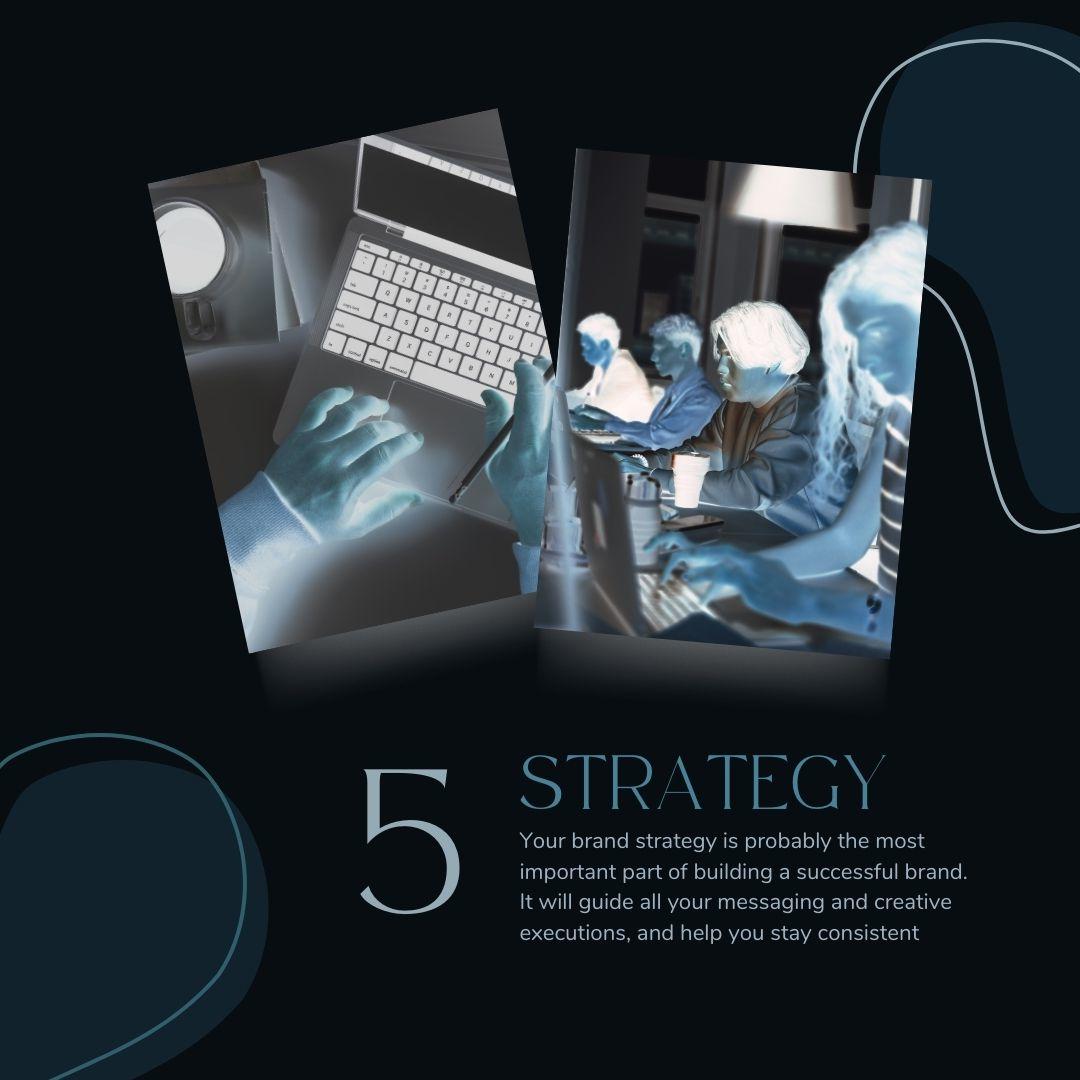 5
STRATEGY
Your brand strategy is probably the most
important part of building a successful brand.
It will guide all your messaging and creative
executions, and help you stay consistent